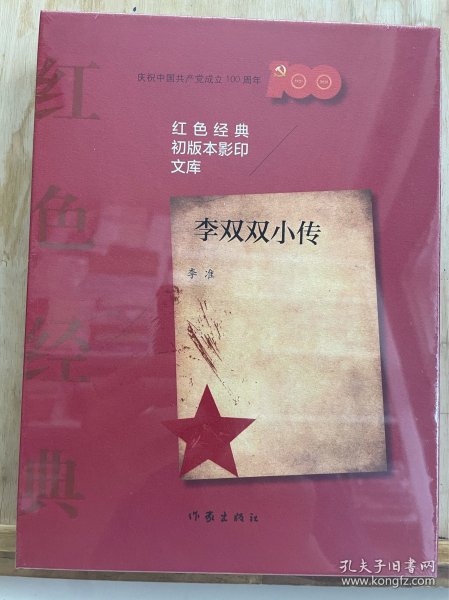 庆祝中国共产党成立100周年
100
红色经典
初版本影印
文库
李双双小传
李准
红色经典
作家出版社
孔夫子旧书网
www.kongfz.com